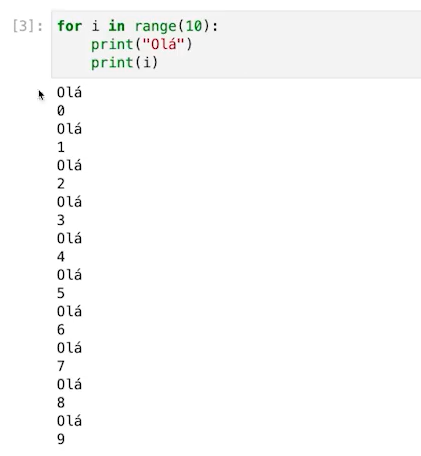 [3]: for i in range(10):
    print("Olá")
    print(i)
Olá
0
Olá
1
Olá
2
Olá
3
Olá
4
Olá
5
Olá
6
Olá
7
Olá
8
Olá
9